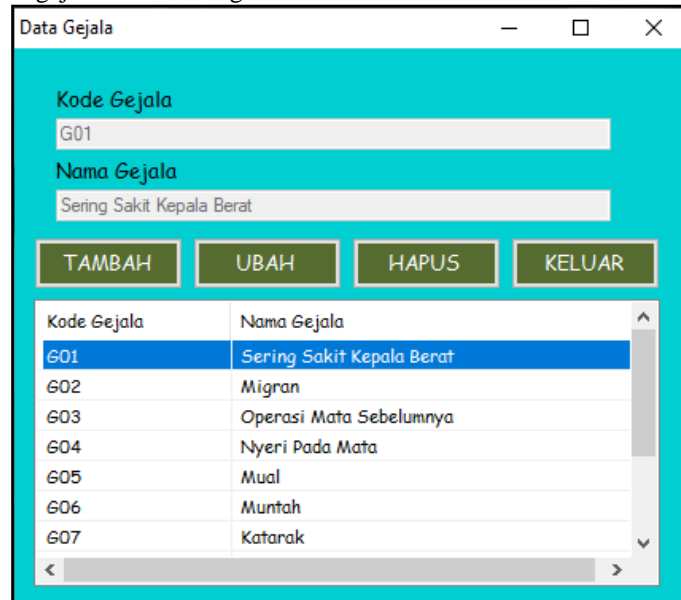 Data Gejala
Kode Gejala
G01
Nama Gejala
Sering Sakit Kepala Berat
TAMBAH UBAH HAPUS KELUAR
Kode Gejala Nama Gejala
G01 Sering Sakit Kepala Berat
G02 Migran
G03 Operasi Mata Sebelumnya
G04 Nyeri Pada Mata
G05 Mual
G06 Muntah
G07 Katarak